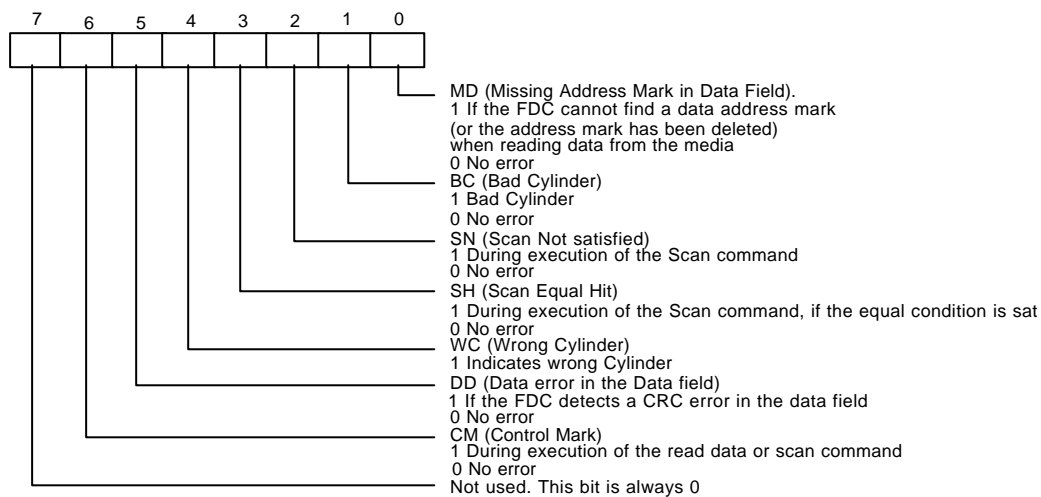 7 6 5 4 3 2 1 0
MD (Missing Address Mark in Data Field).
1 If the FDC cannot find a data address mark
(or the address mark has been deleted)
when reading data from the media
0 No error
BC (Bad Cylinder)
1 Bad Cylinder
0 No error
SN (Scan Not satisfied)
1 During execution of the Scan command
0 No error
SH (Scan Equal Hit)
1 During execution of the Scan command, if the equal condition is sat
0 No error
WC (Wrong Cylinder)
1 Indicates wrong Cylinder
DD (Data error in the Data field)
1 If the FDC detects a CRC error in the data field
0 No error
CM (Control Mark)
1 During execution of the read data or scan command
0 No error
Not used. This bit is always 0